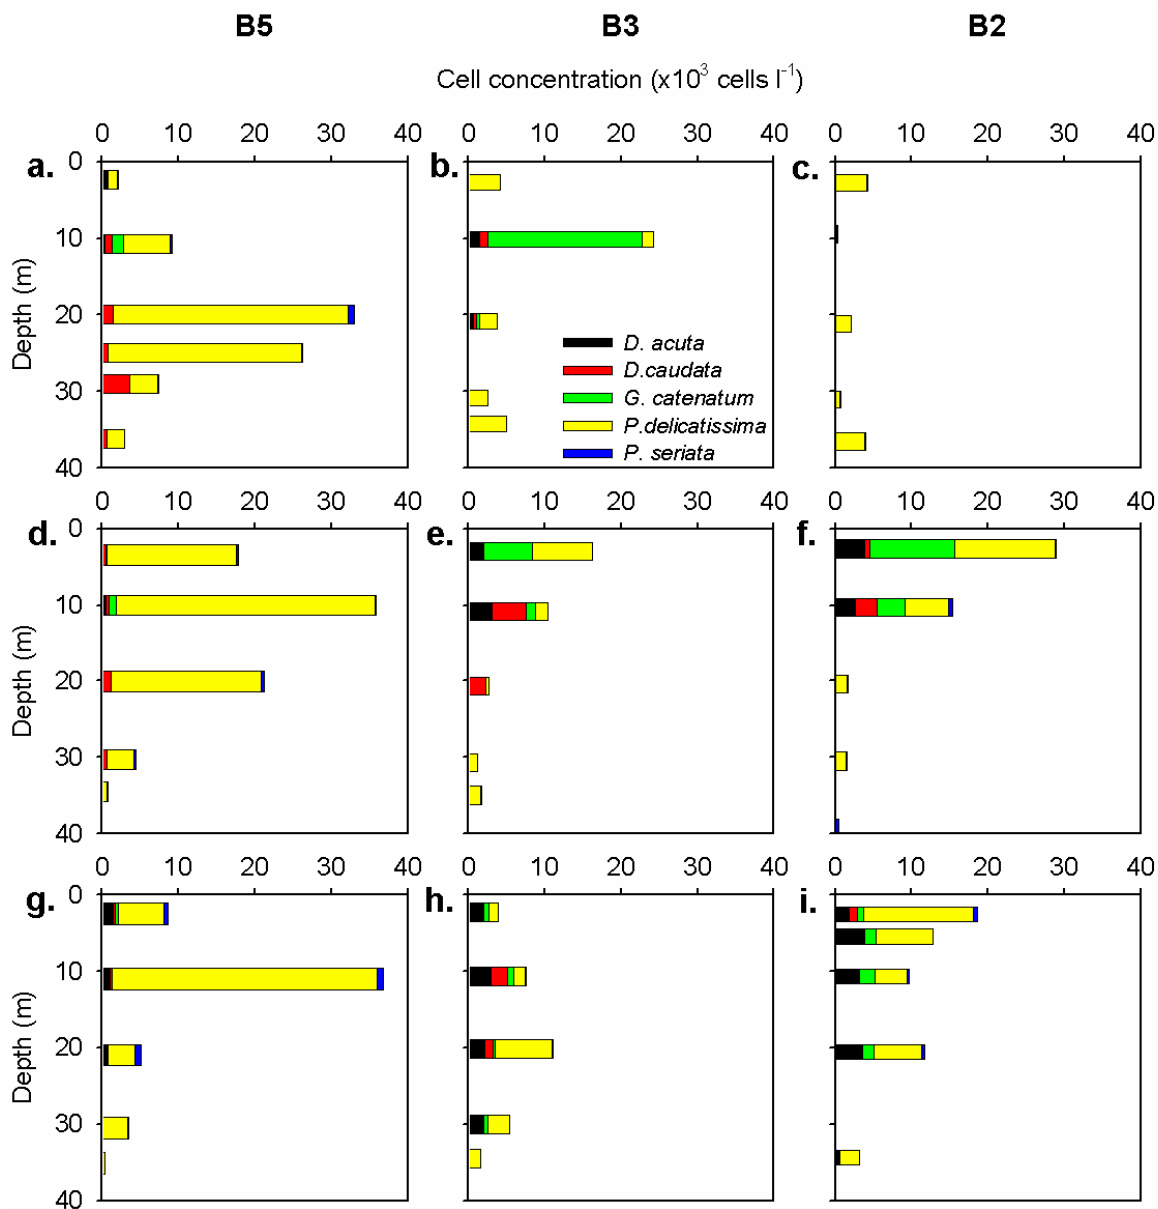 B5 B3 B2
Cell concentration (x10³ cells l⁻¹)
0 10 20 30 40 0 10 20 30 40 0 10 20 30 40
a. b. c.
0
10
20
30
40
Depth (m)
D. acuta
D.caudata
G. catenatum
P.delicatissima
P. seriata
0 10 20 30 40 0 10 20 30 40 0 10 20 30 40
d. e. f.
0
10
20
30
40
Depth (m)
0 10 20 30 40 0 10 20 30 40 0 10 20 30 40
g. h. i.
0
10
20
30
40
Depth (m)